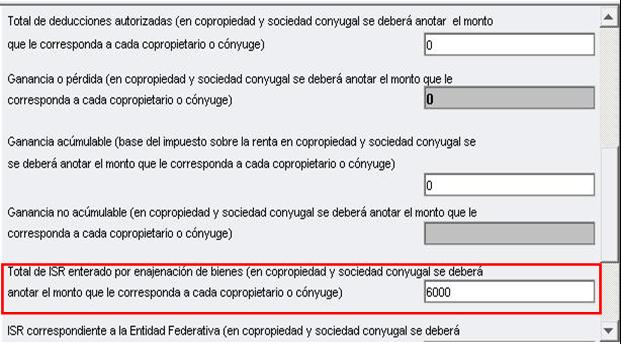 Total de deducciones autorizadas (en copropiedad y sociedad conyugal se deberá anotar el monto
que le corresponda a cada copropietario o cónyuge)
0
Ganancia o pérdida (en copropiedad y sociedad conyugal se deberá anotar el monto que le
corresponda a cada copropietario o cónyuge)
0
Ganancia acúmulable (base del impuesto sobre la renta en copropiedad y sociedad conyugal se
se deberá anotar el monto que le corresponda a cada copropietario o cónyuge)
0
Ganancia no acúmulable (en copropiedad y sociedad conyugal se deberá anotar el monto que le
corresponda a cada copropietario o cónyuge)
Total de ISR enterado por enajenación de bienes (en copropiedad y sociedad conyugal se deberá
anotar el monto que le corresponda a cada copropietario o cónyuge)
6000
ISR correspondiente a la Entidad Federativa (en copropiedad y sociedad conyugal se deberá